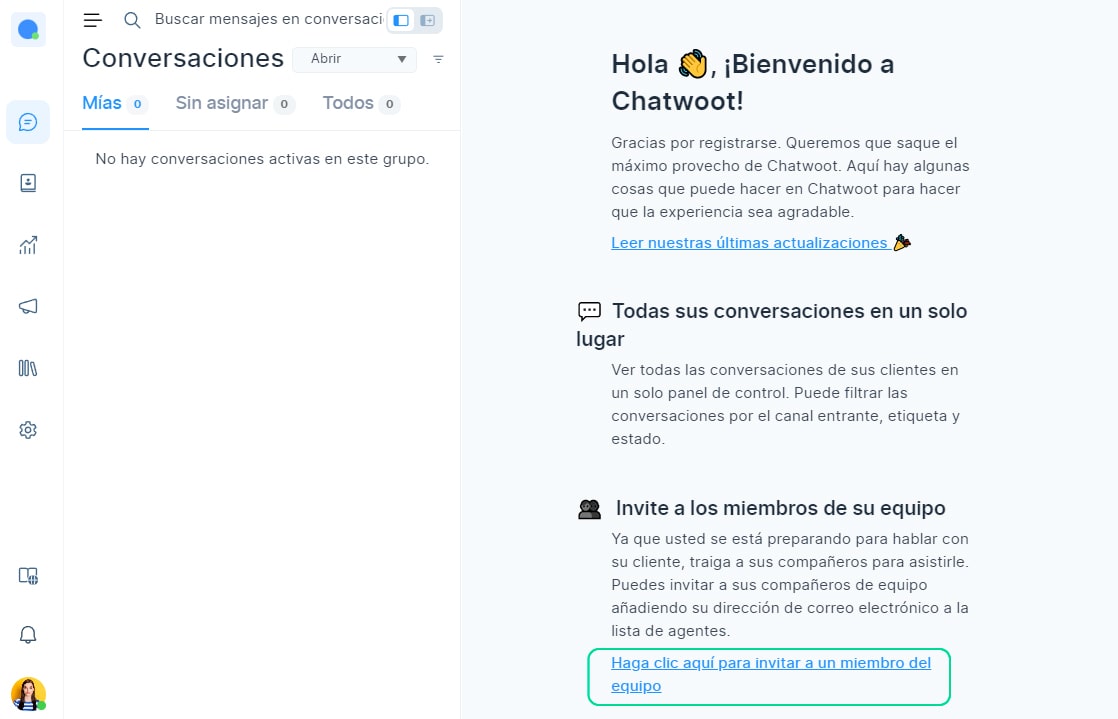 Buscar mensajes en conversaci
Conversaciones
Abrir
Mías 0
Sin asignar 0
Todos 0
No hay conversaciones activas en este grupo.
Hola 👋, ¡Bienvenido a
Chatwoot!
Gracias por registrarse. Queremos que saque el
máximo provecho de Chatwoot. Aquí hay algunas
cosas que puede hacer en Chatwoot para hacer
que la experiencia sea agradable.
Leer nuestras últimas actualizaciones 🎉
💬 Todas sus conversaciones en un solo
lugar
Ver todas las conversaciones de sus clientes en
un solo panel de control. Puede filtrar las
conversaciones por el canal entrante, etiqueta y
estado.
👥 Invite a los miembros de su equipo
Ya que usted se está preparando para hablar con
su cliente, traiga a sus compañeros para asistirle.
Puedes invitar a sus compañeros de equipo
añadiendo su dirección de correo electrónico a la
lista de agentes.
Haga clic aquí para invitar a un miembro del
equipo